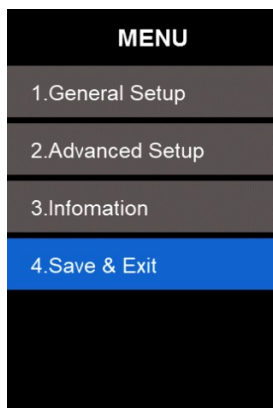 MENU
1.General Setup
2.Advanced Setup
3.Infomation
4.Save & Exit